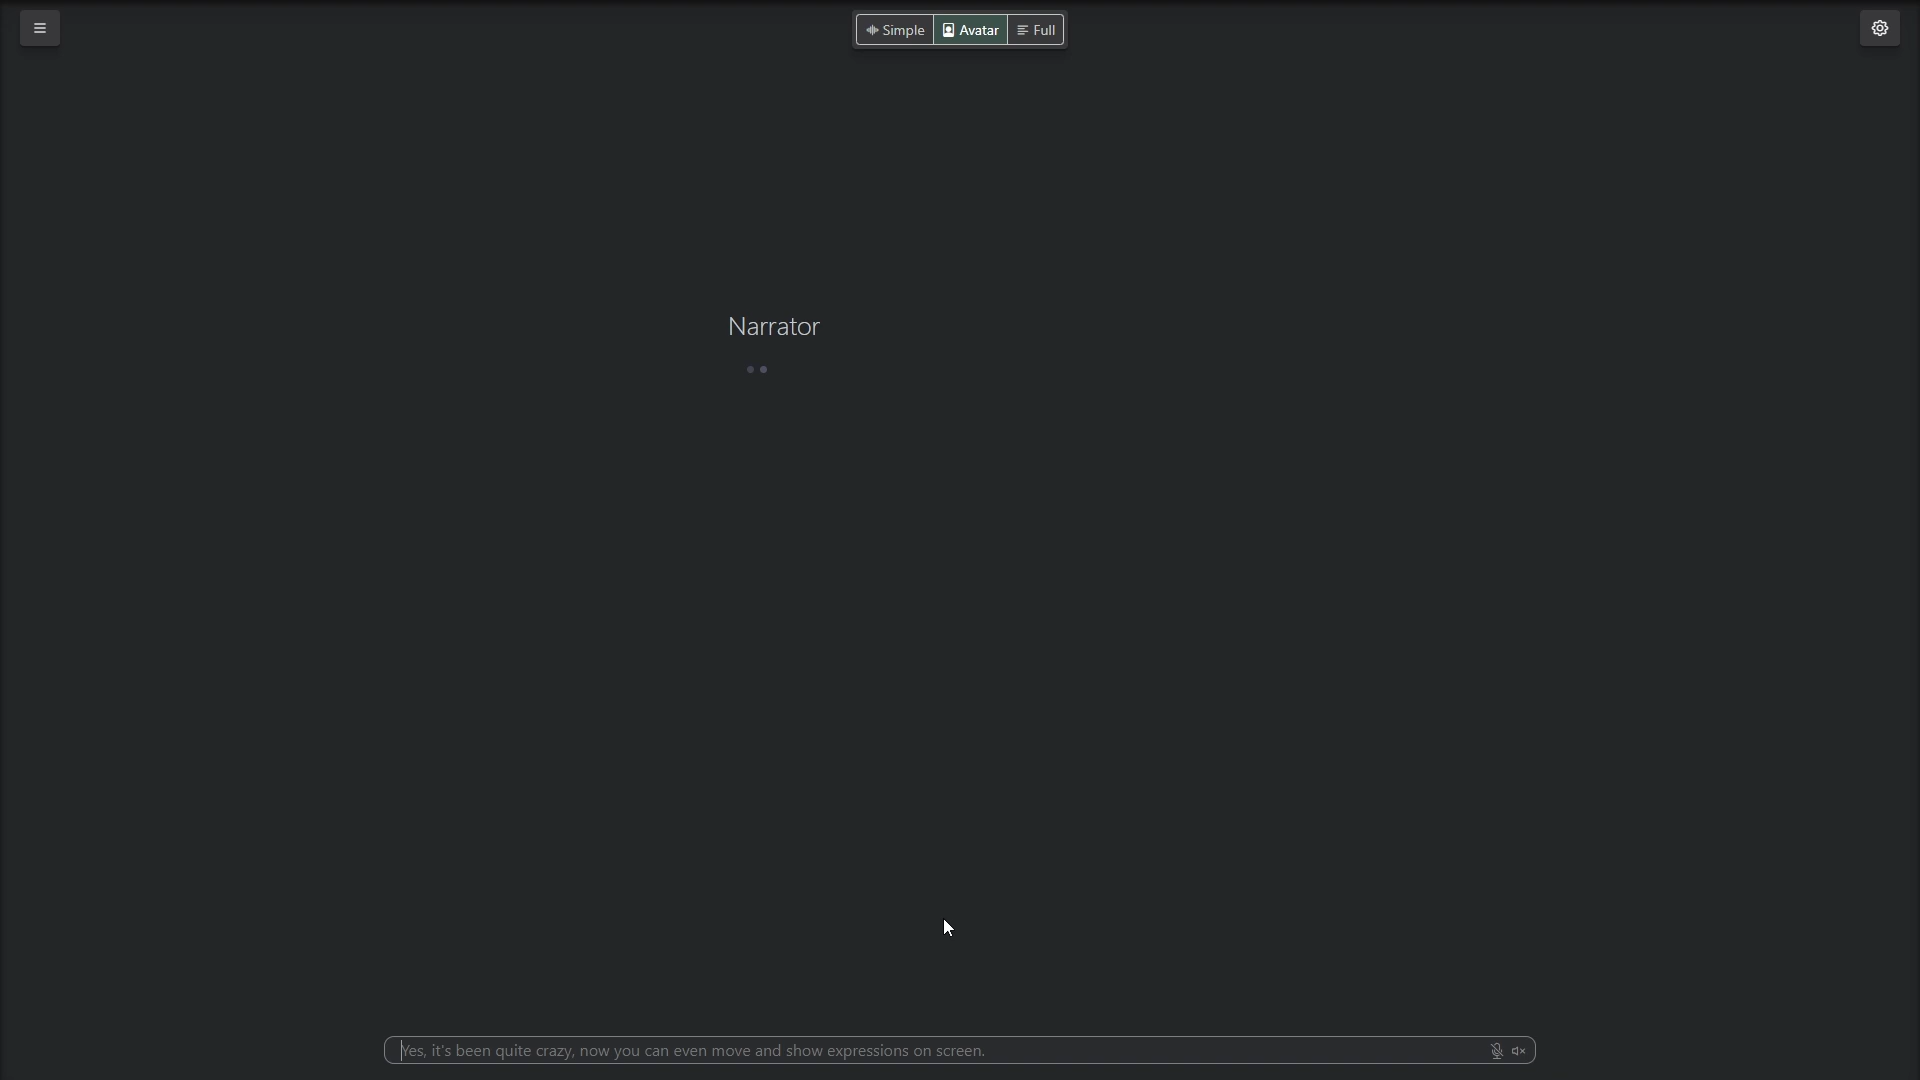 Simple Avatar Full
Narrator
Yes, it's been quite crazy, now you can even move and show expressions on screen.